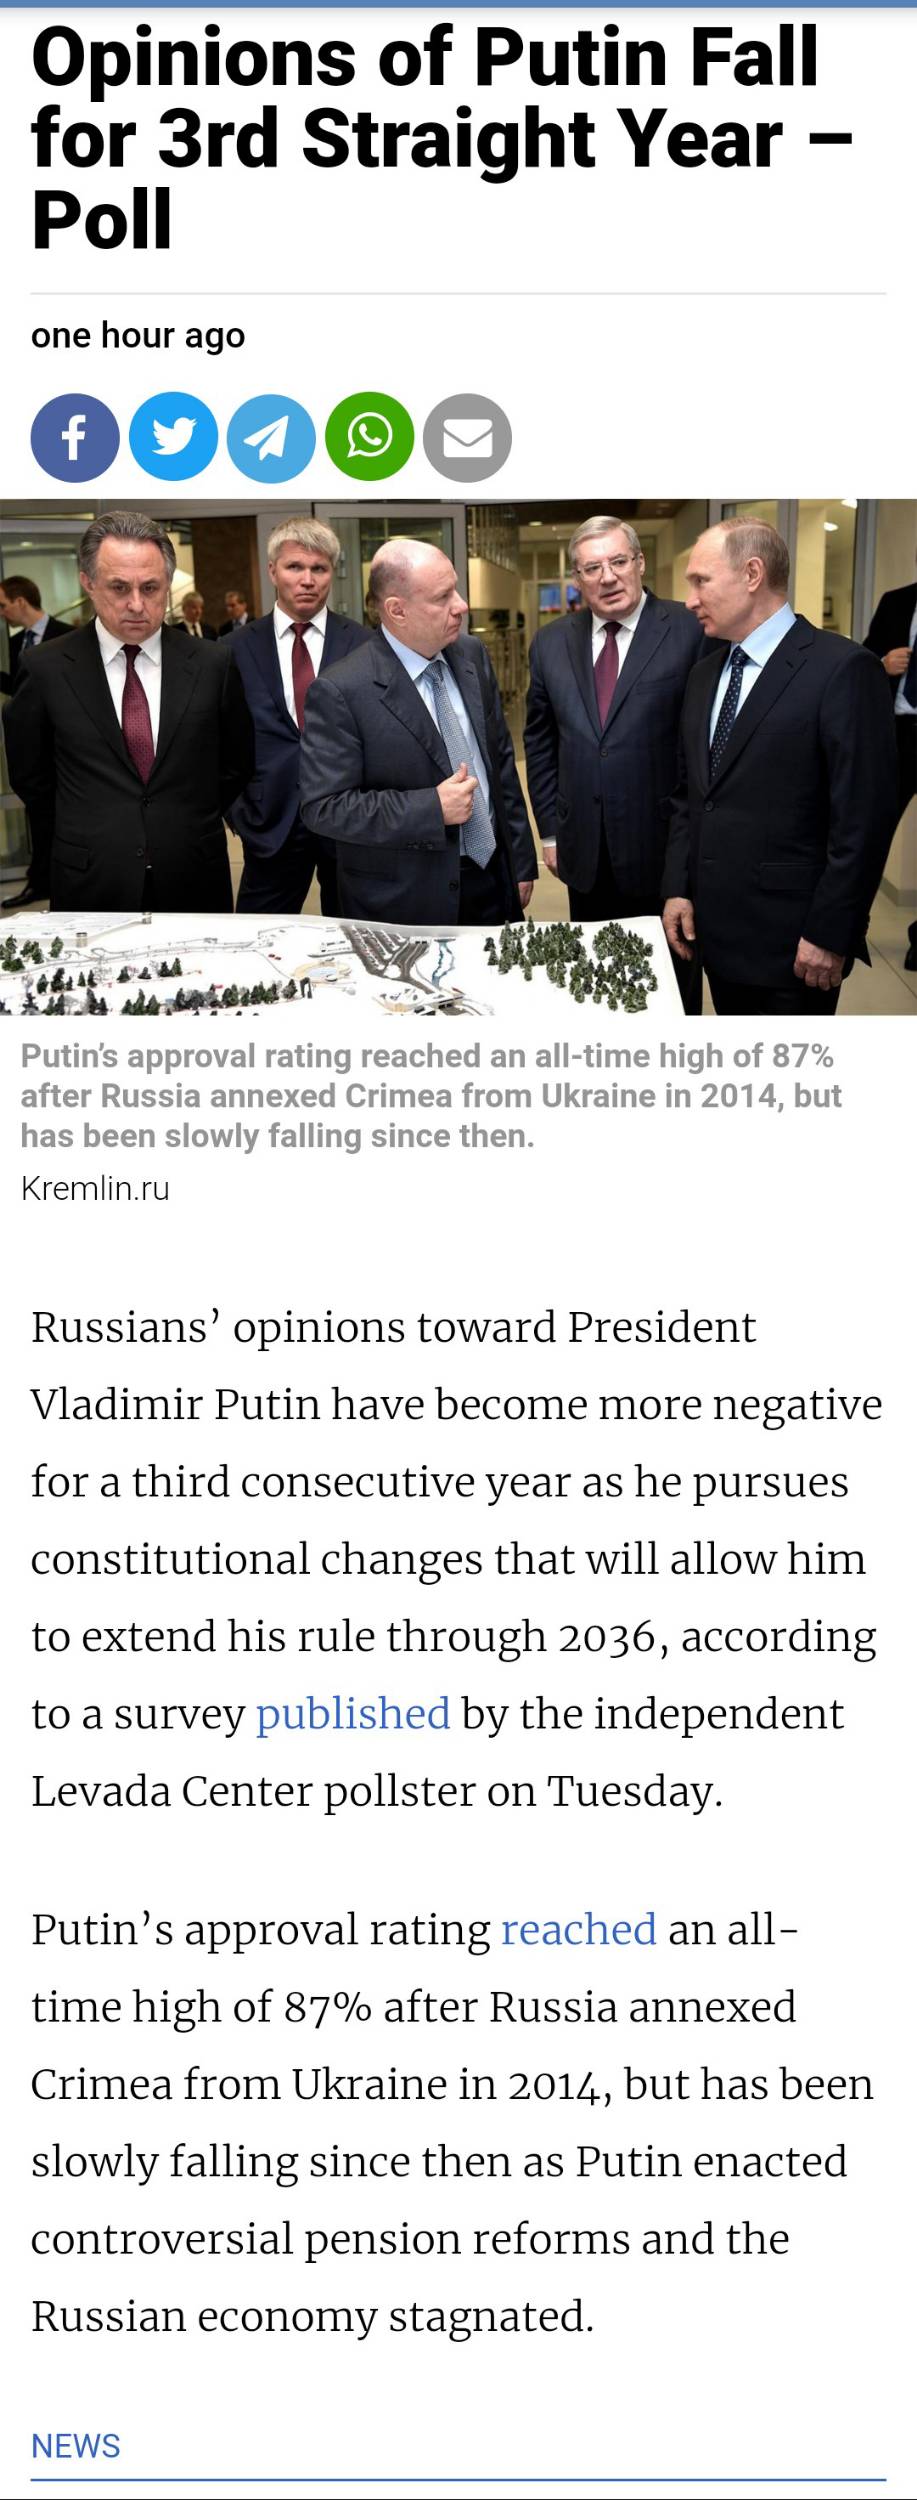 Opinions of Putin Fall
for 3rd Straight Year –
Poll
one hour ago
Putin’s approval rating reached an all-time high of 87%
after Russia annexed Crimea from Ukraine in 2014, but
has been slowly falling since then.
Kremlin.ru
Russians’ opinions toward President
Vladimir Putin have become more negative
for a third consecutive year as he pursues
constitutional changes that will allow him
to extend his rule through 2036, according
to a survey published by the independent
Levada Center pollster on Tuesday.
Putin’s approval rating reached an all-
time high of 87% after Russia annexed
Crimea from Ukraine in 2014, but has been
slowly falling since then as Putin enacted
controversial pension reforms and the
Russian economy stagnated.
NEWS